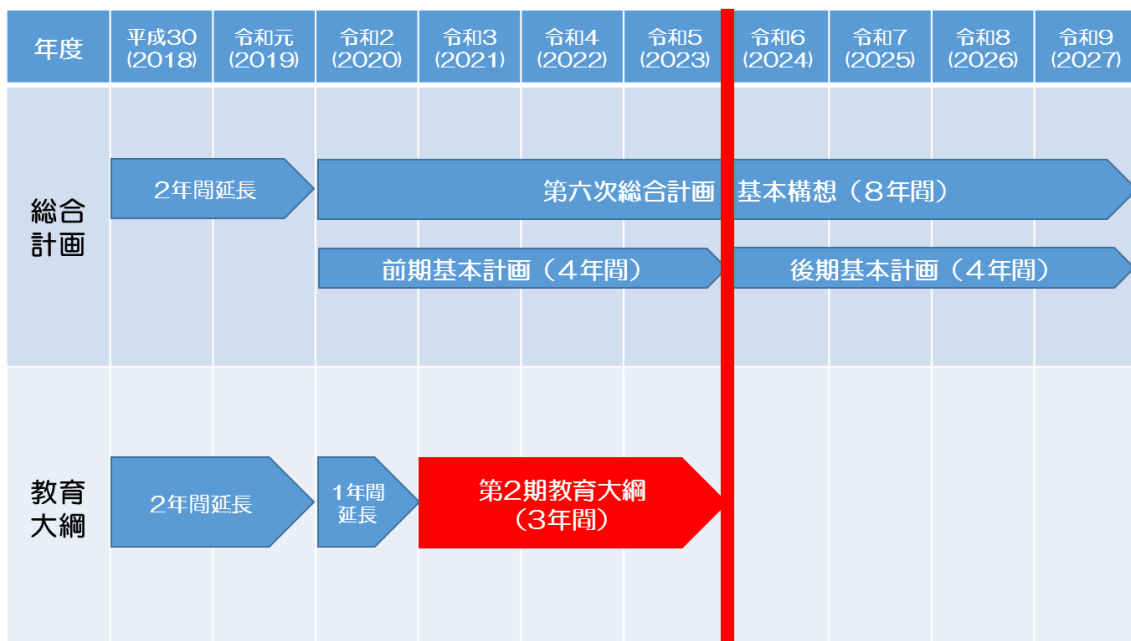 年度
平成30
(2018)
令和元
(2019)
令和2
(2020)
令和3
(2021)
令和4
(2022)
令和5
(2023)
令和6
(2024)
令和7
(2025)
令和8
(2026)
令和9
(2027)
総合
計画
2年間延長
第六次総合計画 基本構想（8年間）
前期基本計画（4年間）
後期基本計画（4年間）
教育
大綱
2年間延長
1年間
延長
第2期教育大綱
（3年間）